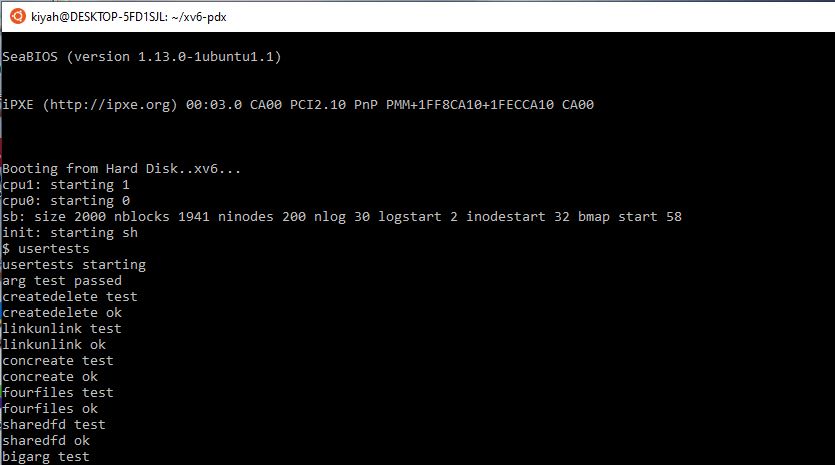 kiyah@DESKTOP-5FD1SJL: ~/xv6-pdx
SeaBIOS (version 1.13.0-1ubuntu1.1)
iPXE (http://ipxe.org) 00:03.0 CA00 PCI2.10 PnP PMM+1FF8CA10+1FECCA10 CA00
Booting from Hard Disk..xv6...
cpu1: starting 1
cpu0: starting 0
sb: size 2000 nblocks 1941 ninodes 200 nlog 30 logstart 2 inodestart 32 bmap start 58
init: starting sh
$ usertests
usertests starting
arg test passed
createdelete test
createdelete ok
linkunlink test
linkunlink ok
concreate test
concreate ok
fourfiles test
fourfiles ok
sharedfd test
sharedfd ok
bigarg test